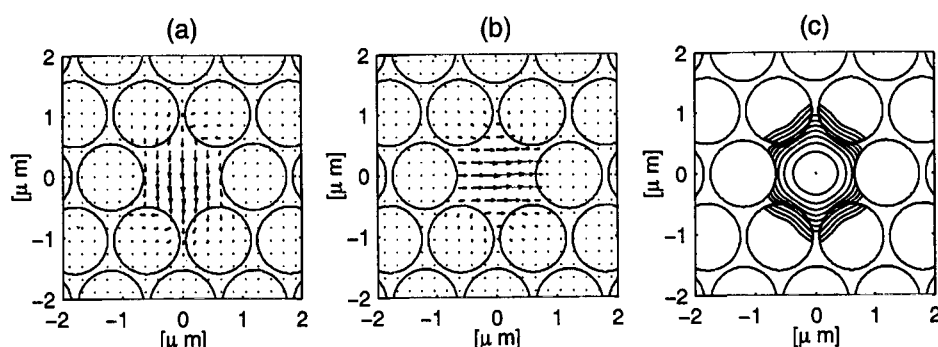 (a) (b) (c)
2 2 2
1 1 1
[μ m] 0 [μ m] 0 [μ m] 0
−1 −1 −1
−2 −2 −2
−2 −1 0 1 2 −2 −1 0 1 2 −2 −1 0 1 2
[μ m] [μ m] [μ m]